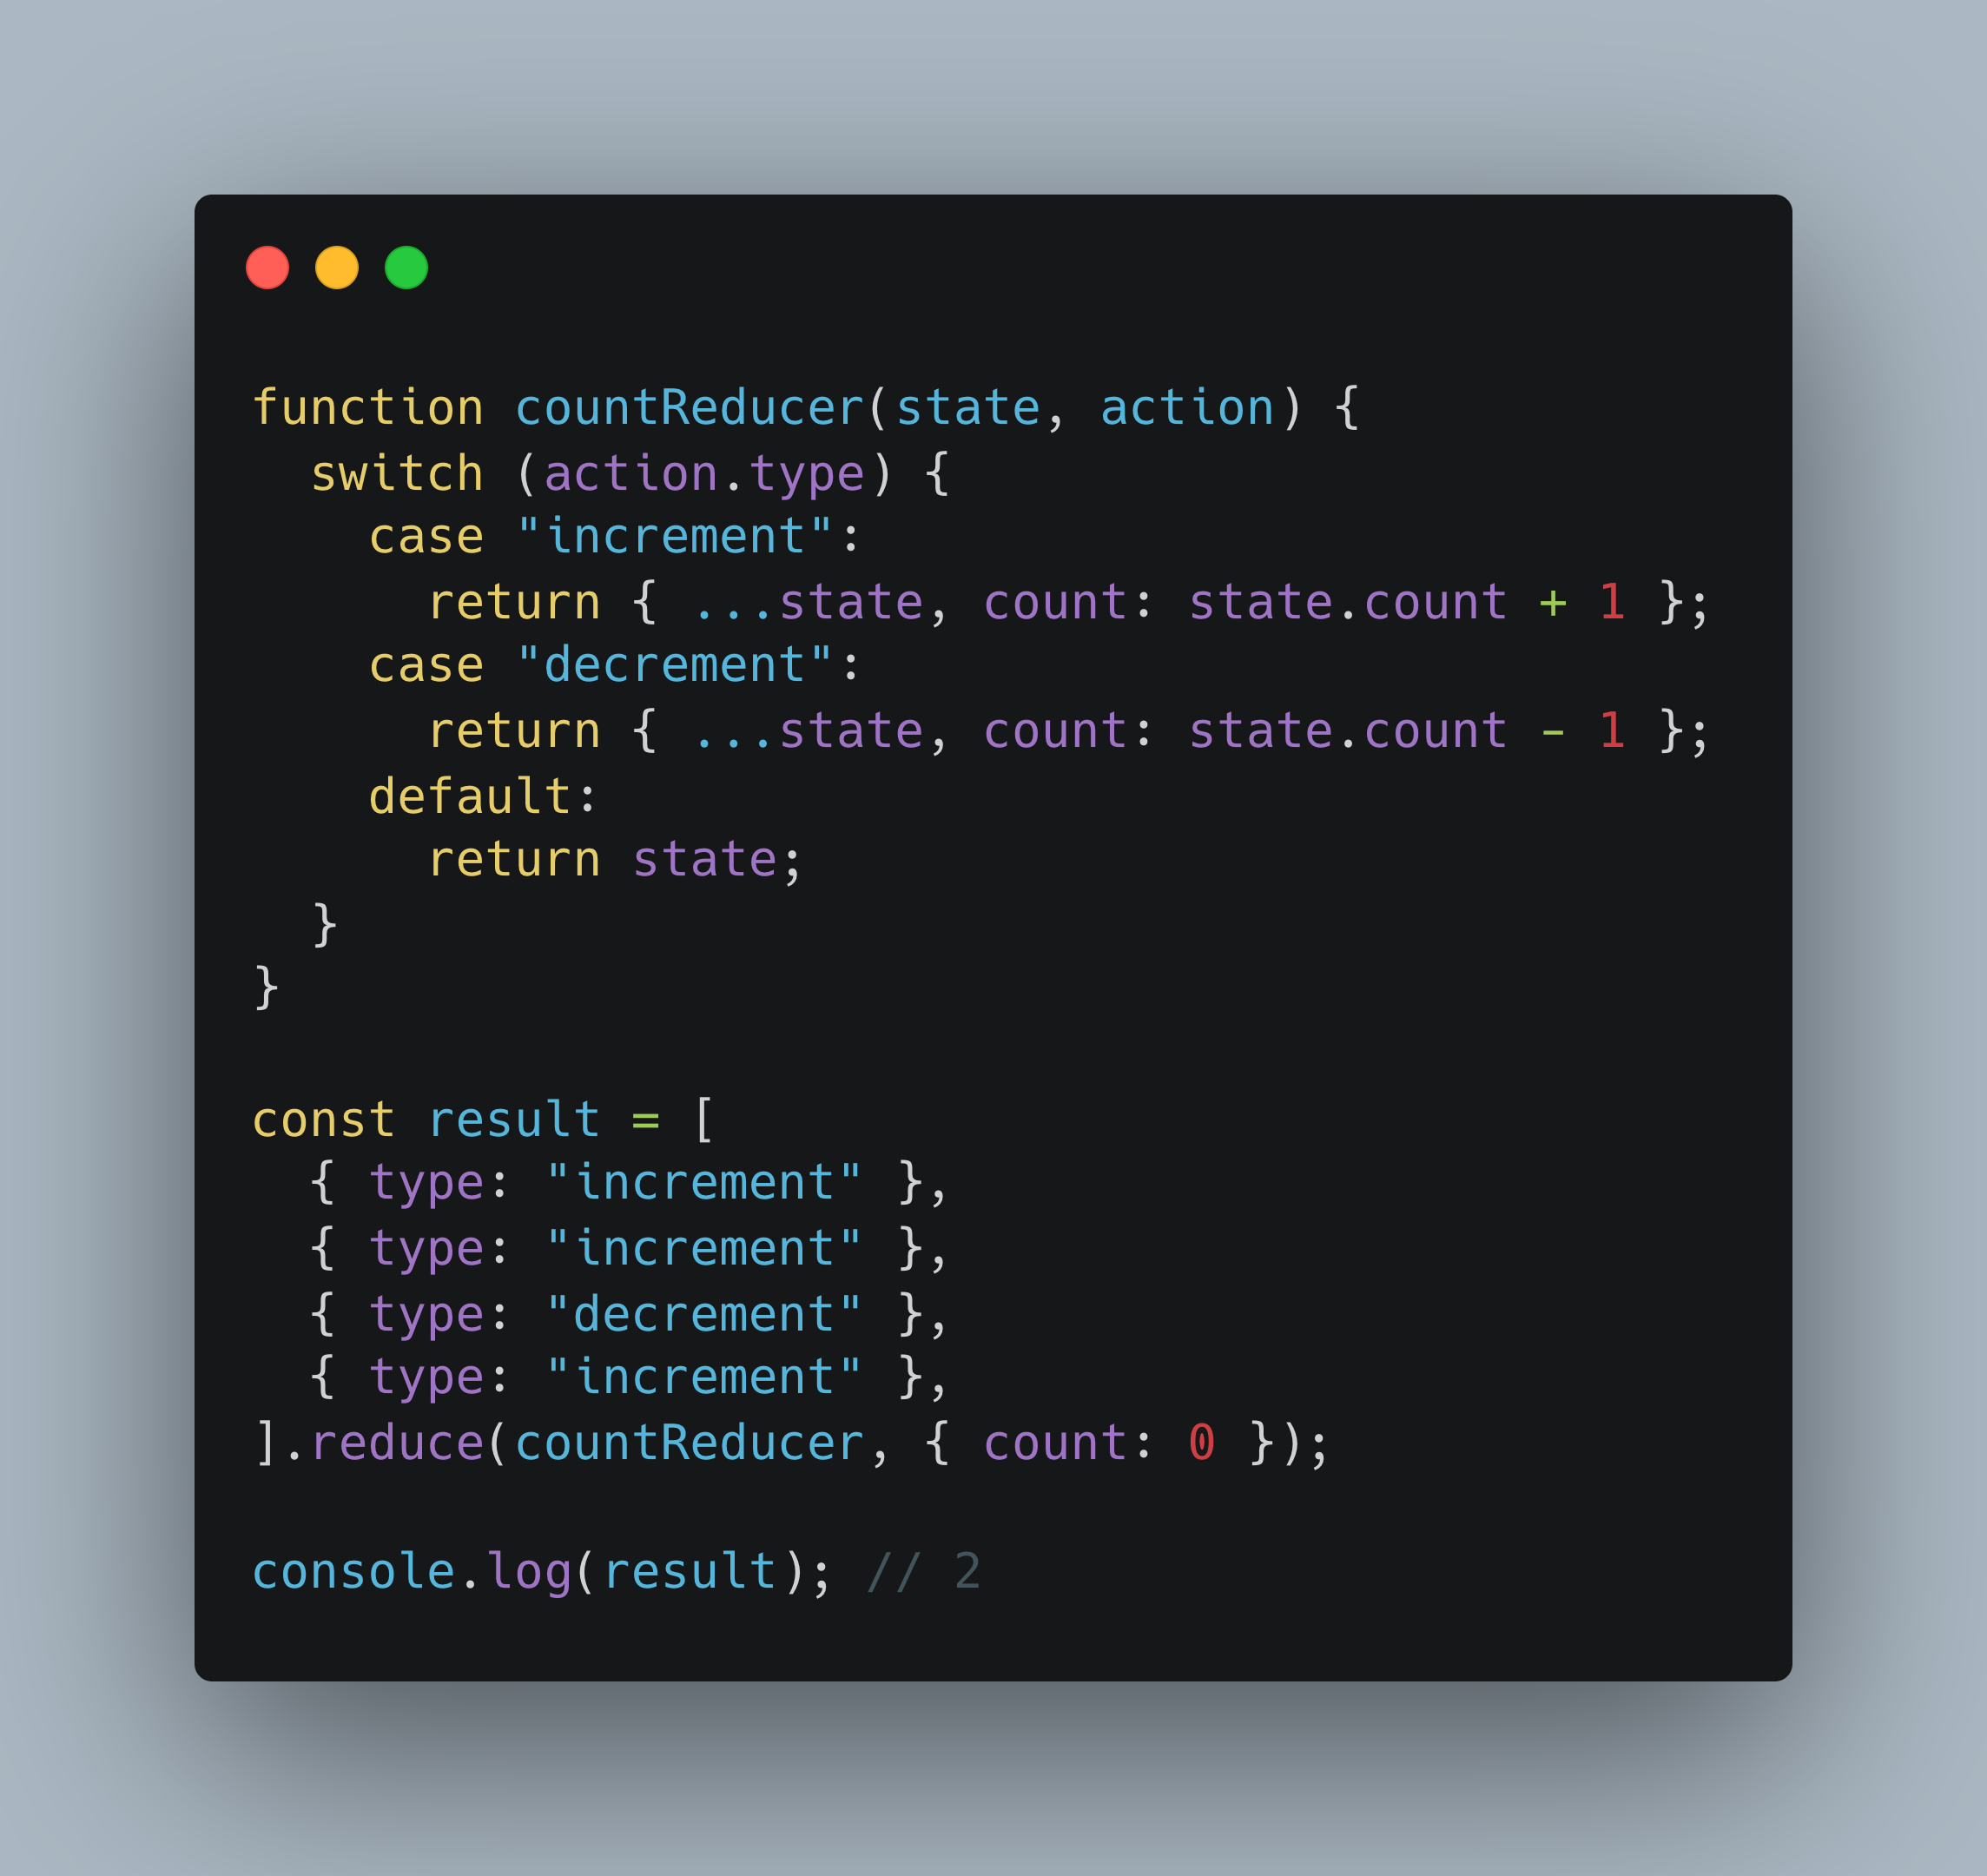 function countReducer(state, action) {
  switch (action.type) {
    case "increment":
      return { ...state, count: state.count + 1 };
    case "decrement":
      return { ...state, count: state.count - 1 };
    default:
      return state;
  }
}

const result = [
  { type: "increment" },
  { type: "increment" },
  { type: "decrement" },
  { type: "increment" },
].reduce(countReducer, { count: 0 });

console.log(result); // 2